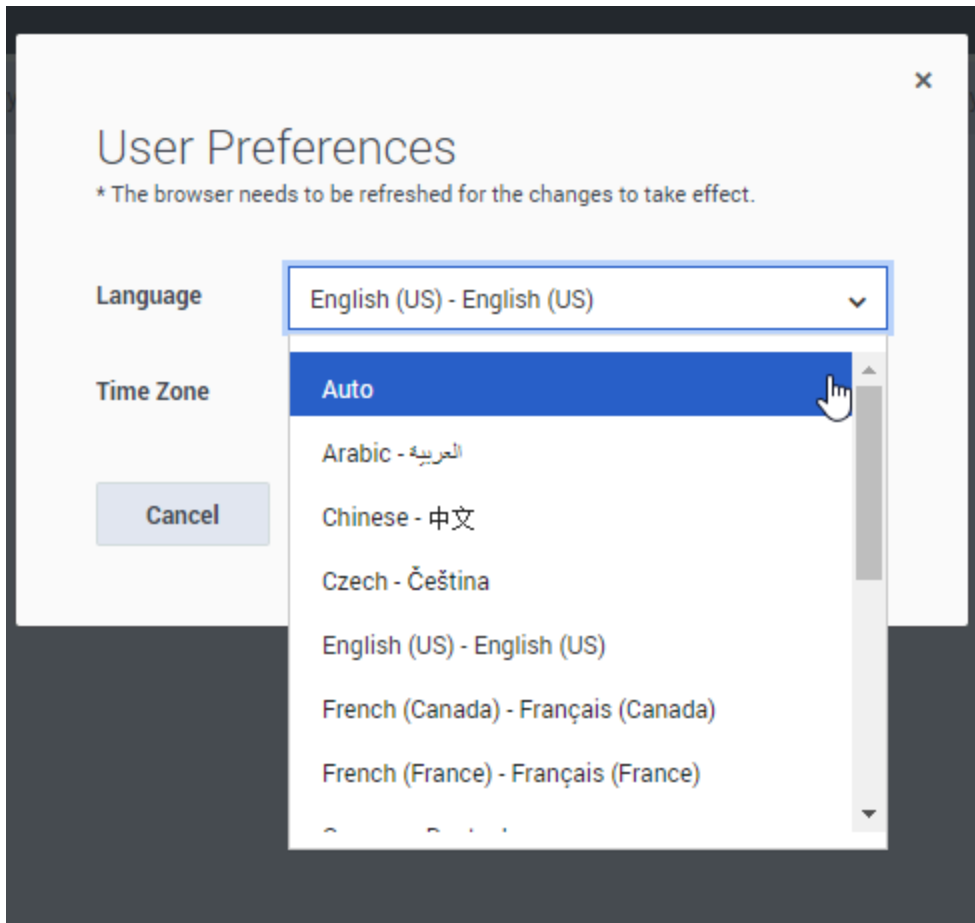 ×
User Preferences
* The browser needs to be refreshed for the changes to take effect.
Language
English (US) - English (US)
Time Zone
Auto
Arabic - العربية
Cancel
Chinese - 中文
Czech - Čeština
English (US) - English (US)
French (Canada) - Français (Canada)
French (France) - Français (France)